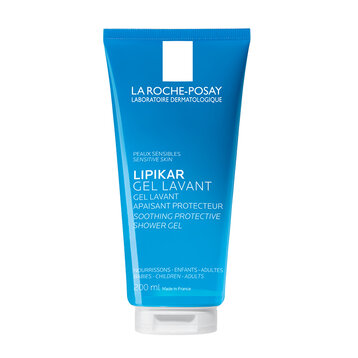 LA ROCHE-POSAY
LABORATOIRE DERMATOLOGIQUE
PEAUX SENSIBLES
SENSITIVE SKIN
LIPIKAR
GEL LAVANT
GEL LAVANT
APAISANT PROTECTEUR
SOOTHING PROTECTIVE
SHOWER GEL
NOURRISSONS - ENFANTS - ADULTES
BABIES - CHILDREN - ADULTS
200 mL Made in France